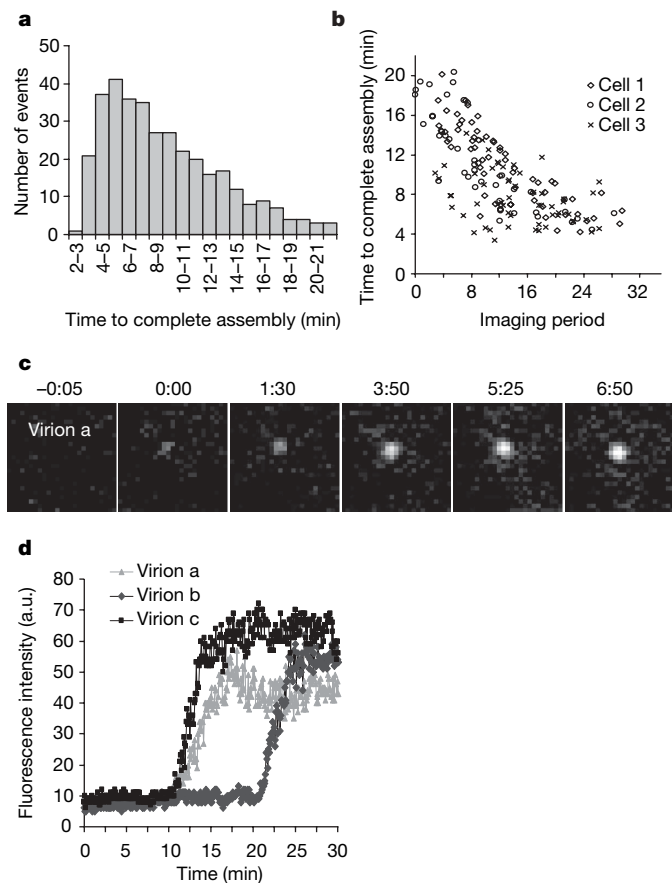 a
50
40
30
20
10
0
Number of events
2–3
4–5
6–7
8–9
10–11
12–13
14–15
16–17
18–19
20–21
Time to complete assembly (min)
b
20
16
12
8
4
0
Time to complete assembly (min)
Cell 1
Cell 2
Cell 3
0 8 16 24 32
Imaging period
c
–0:05 0:00 1:30 3:50 5:25 6:50
Virion a
d
Virion a
Virion b
Virion c
80
70
60
50
40
30
20
10
0
Fluorescence intensity (a.u.)
0 5 10 15 20 25 30
Time (min)